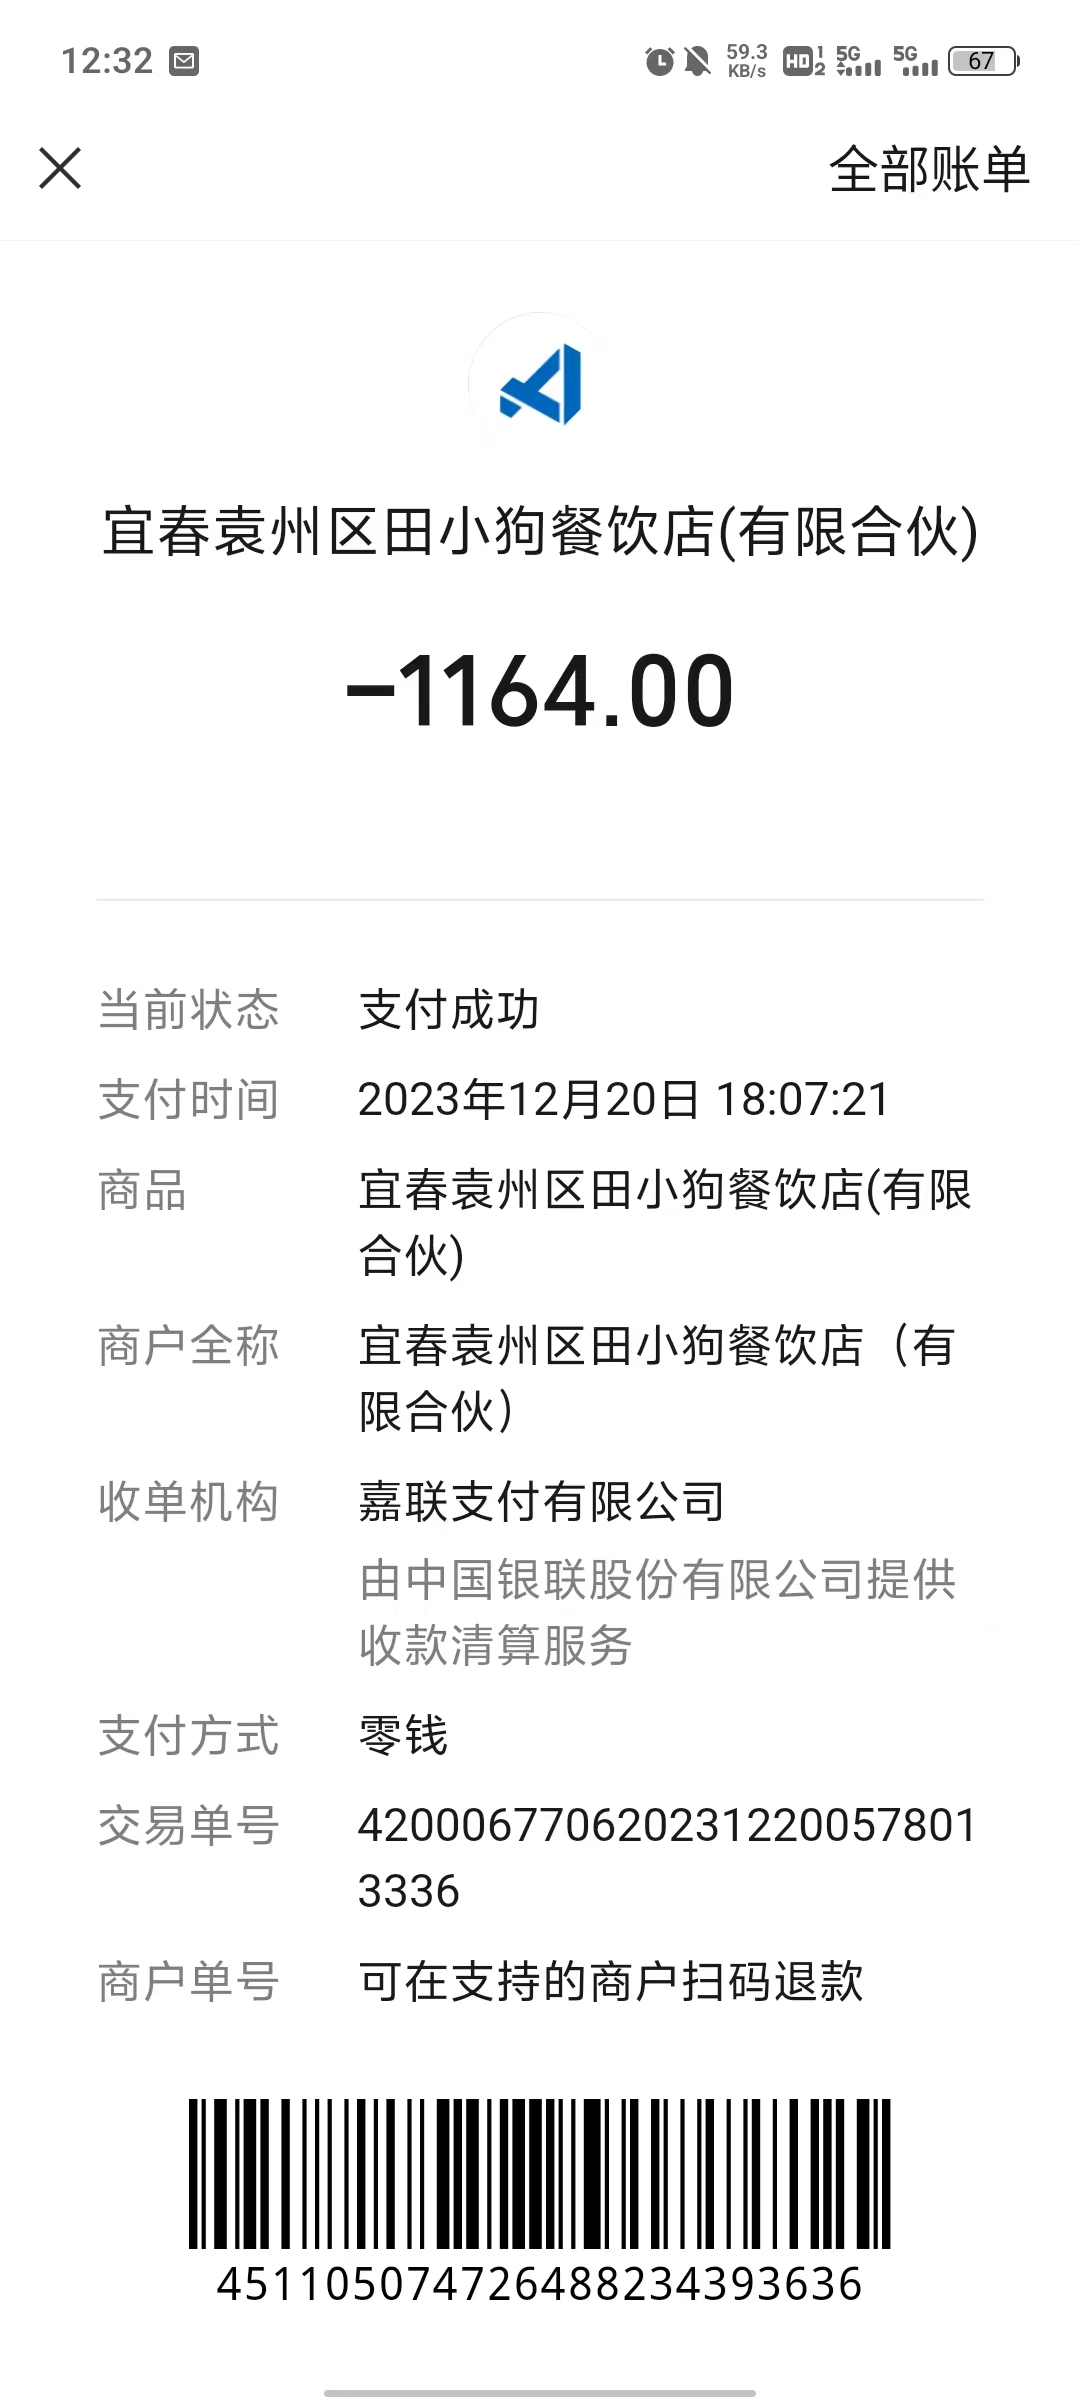 12:32
59.3
KB/s
HD 1 2
5G
5G
67
全部账单
宜春袁州区田小狗餐饮店(有限合伙)
-1164.00
当前状态 支付成功
支付时间 2023年12月20日 18:07:21
商品 宜春袁州区田小狗餐饮店(有限
合伙)
商户全称 宜春袁州区田小狗餐饮店（有
限合伙）
收单机构 嘉联支付有限公司
由中国银联股份有限公司提供
收款清算服务
支付方式 零钱
交易单号 420006770620231220057801
3336
商户单号 可在支持的商户扫码退款
451105074726488234393636